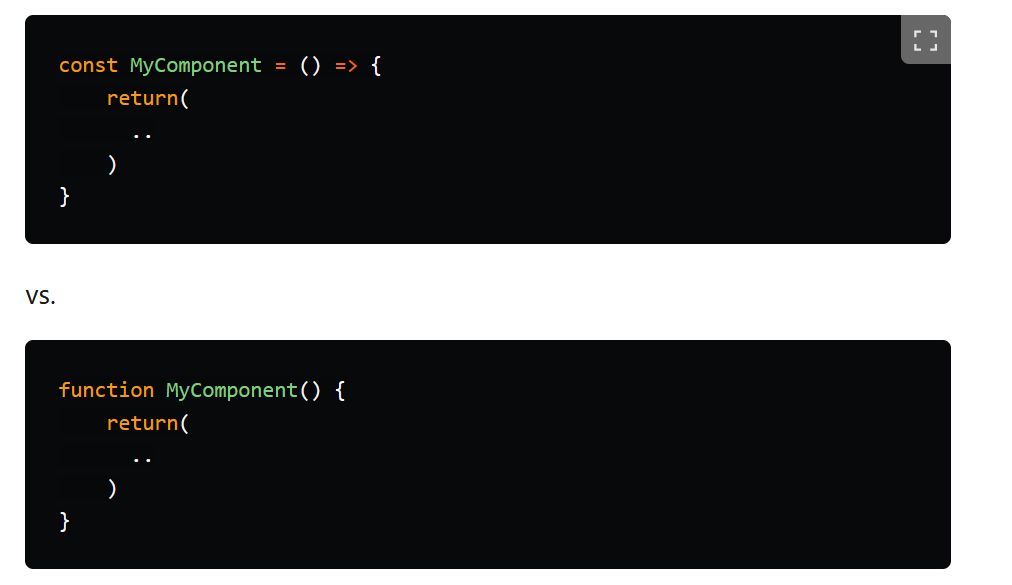 const MyComponent = () => {
    return(
      ..
    )
}
vs.
function MyComponent() {
    return(
      ..
    )
}